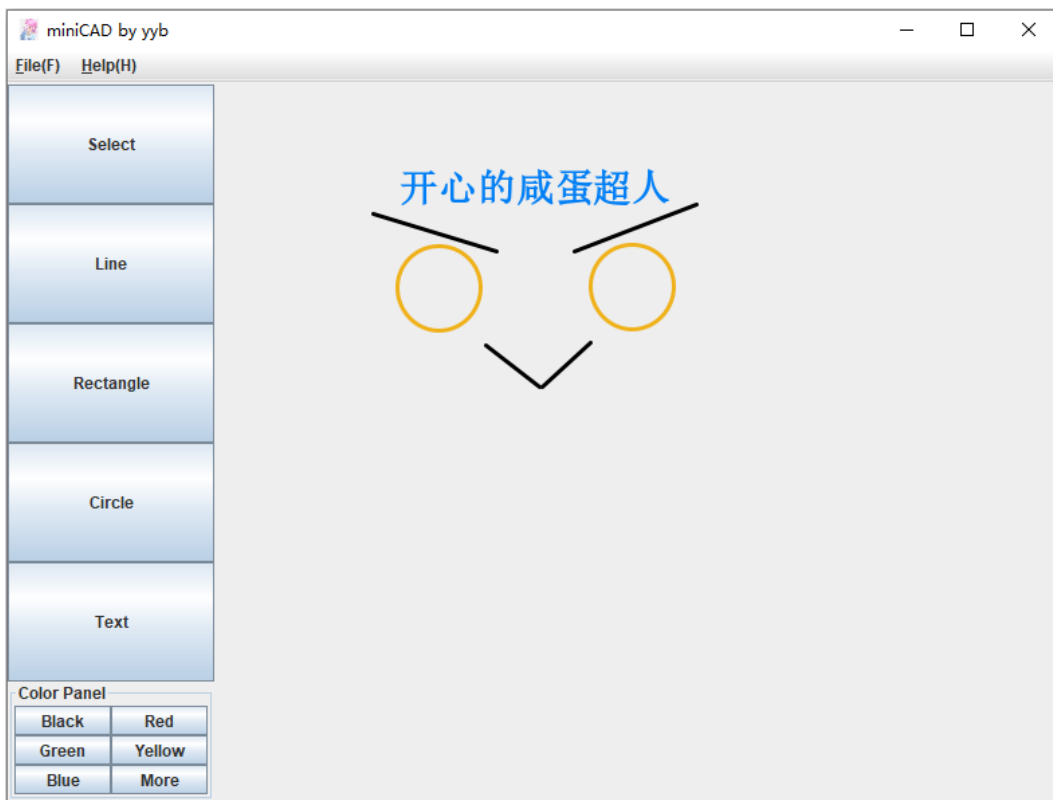 miniCAD by yyb
File(F) Help(H)
Select
开心的咸蛋超人
Line
Rectangle
Circle
Text
Color Panel
Black Red
Green Yellow
Blue More